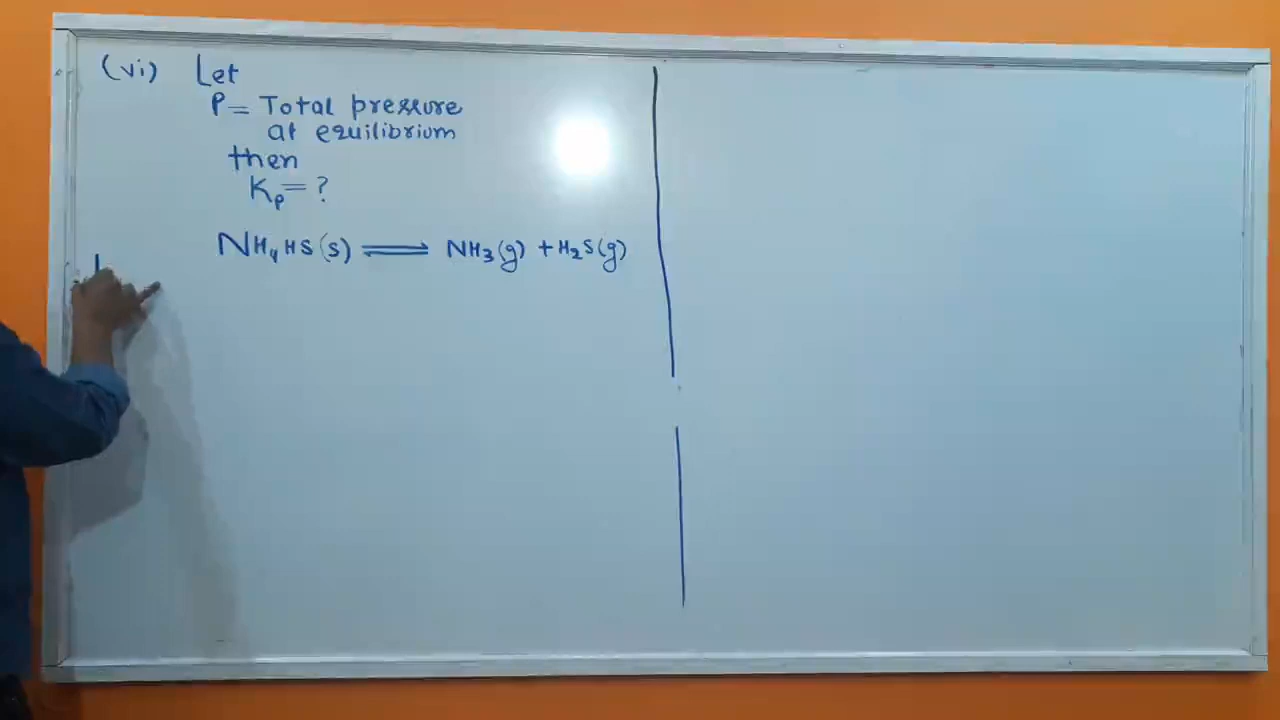 (vi) Let
P = Total pressure
at equilibrium
then
Kp = ?
NH4HS(s) ⇌ NH3(g) + H2S(g)